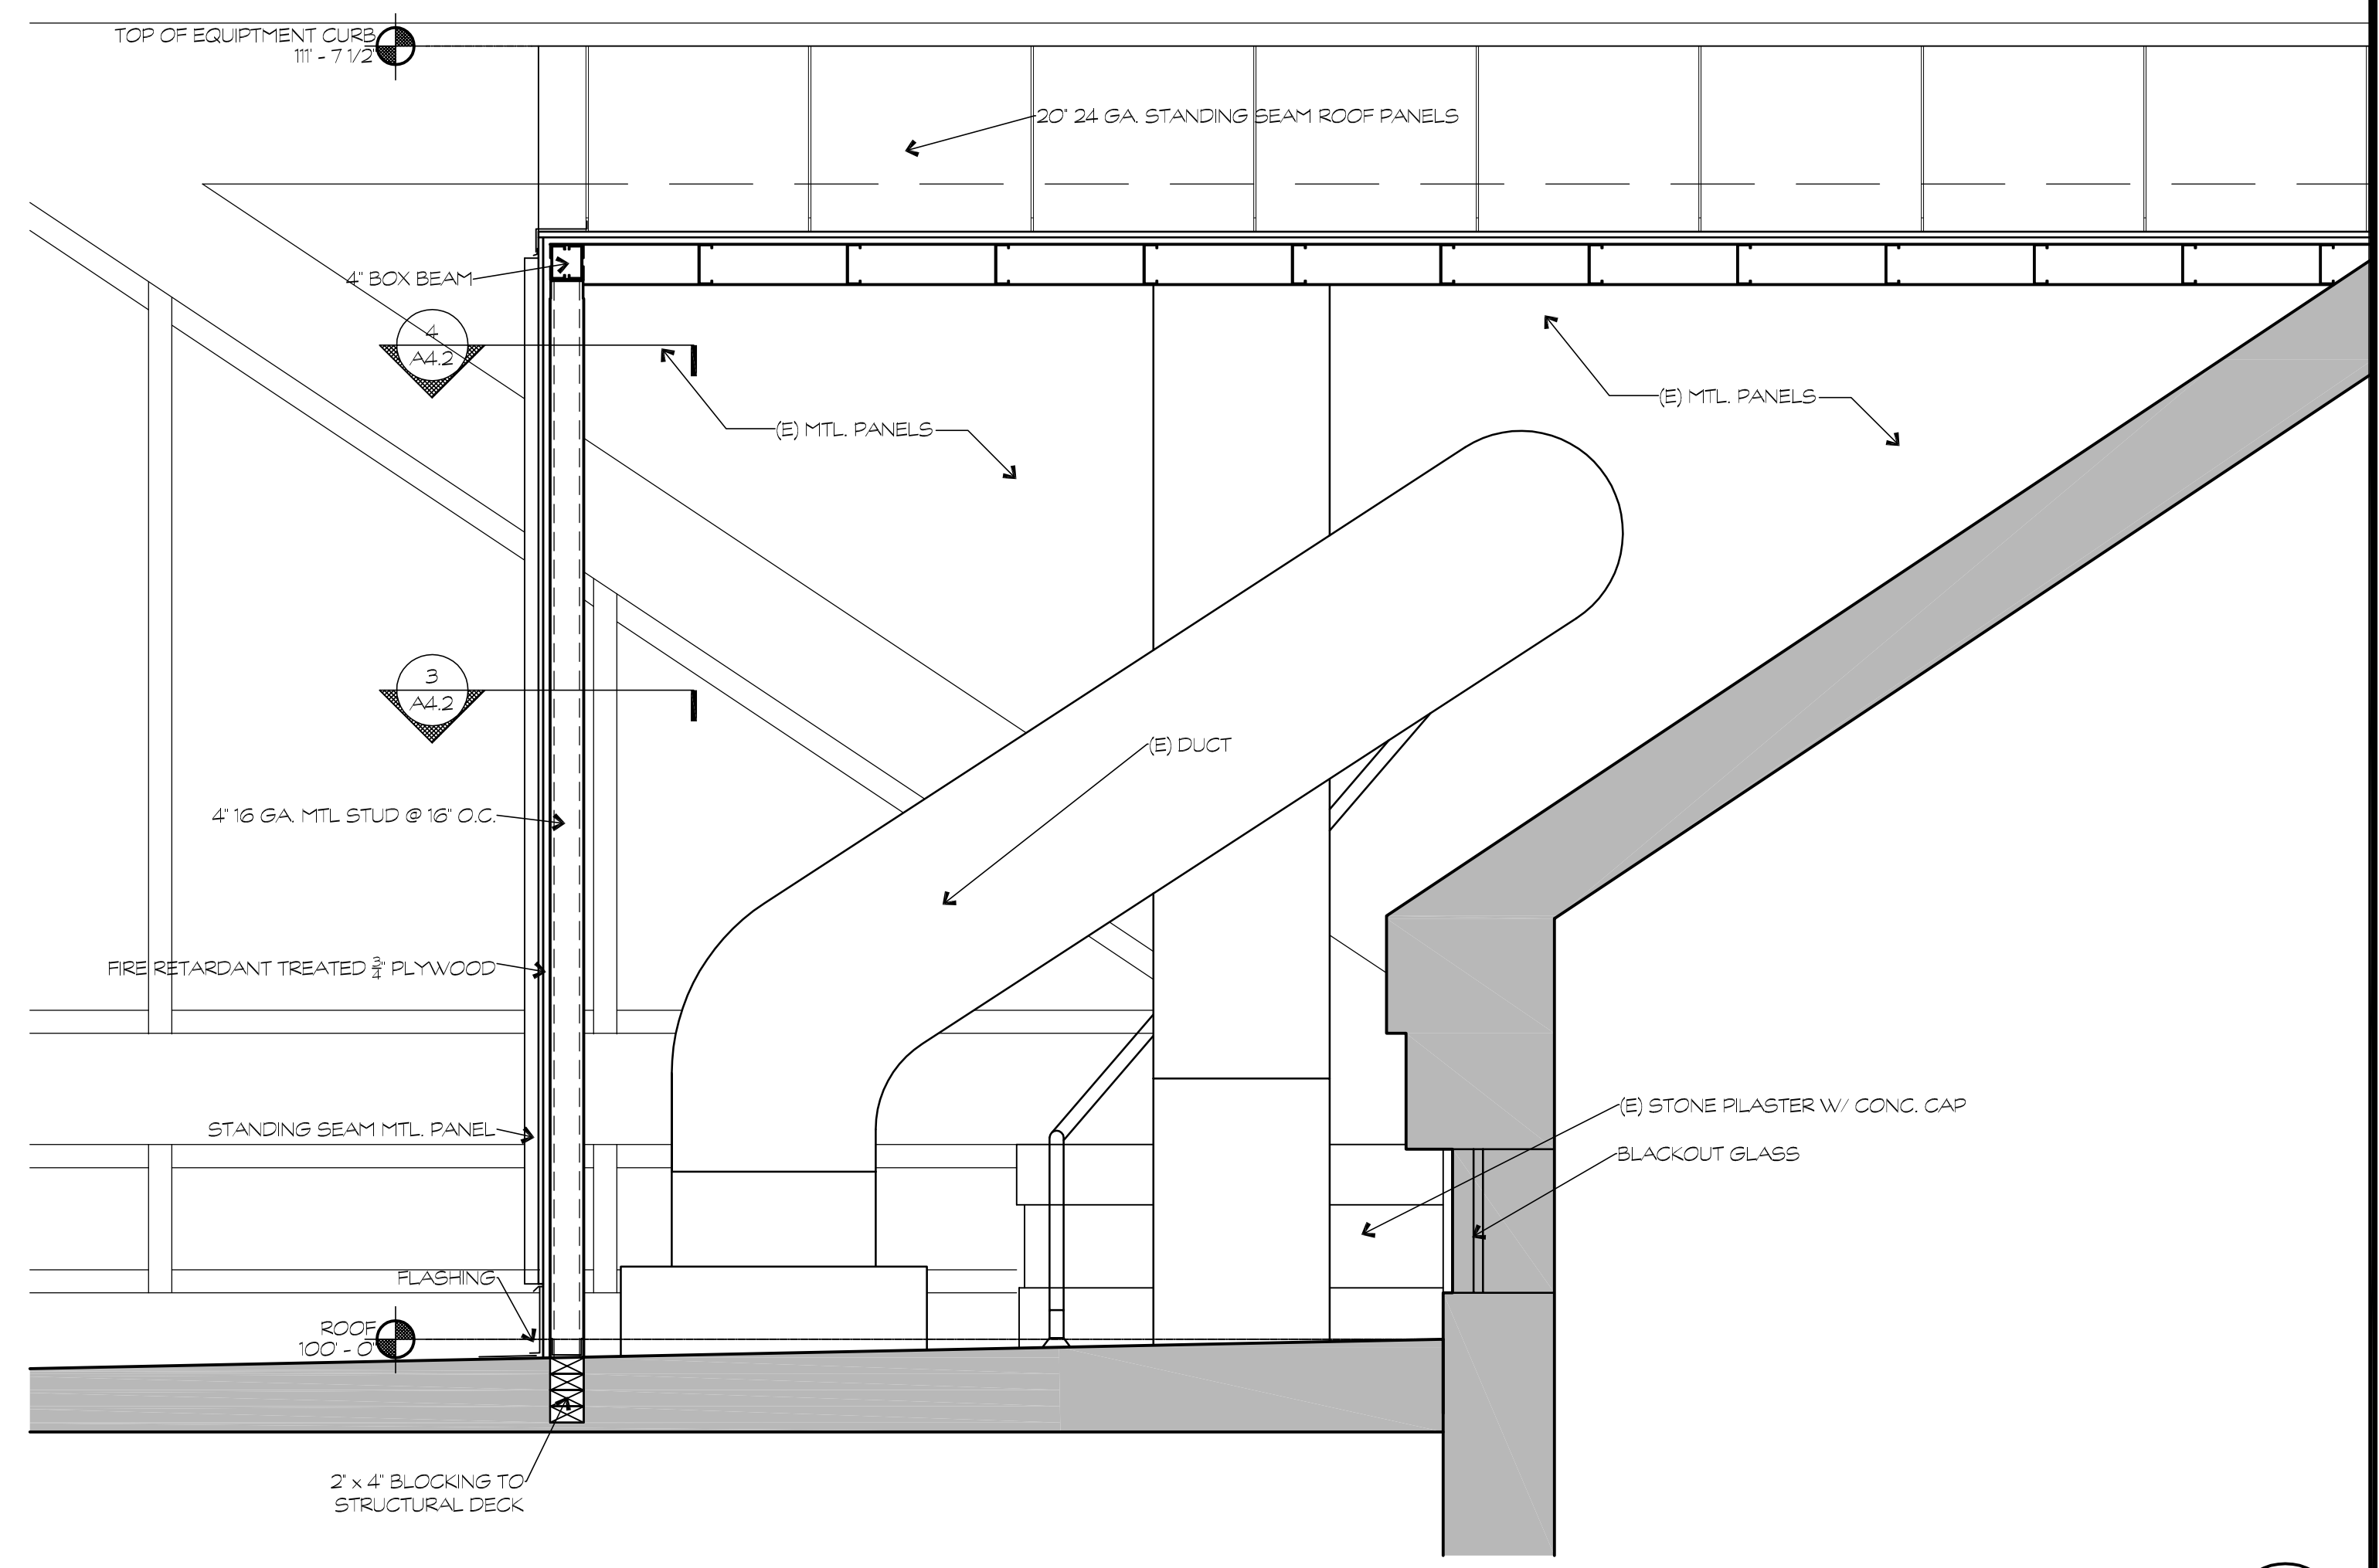 TOP OF EQUIPTMENT CURB
111' - 7 1/2"
20" 24 GA. STANDING SEAM ROOF PANELS
4" BOX BEAM
4
A4.2
(E) MTL. PANELS
(E) MTL. PANELS
3
A4.2
(E) DUCT
4" 16 GA. MTL STUD @ 16" O.C.
FIRE RETARDANT TREATED 3/4" PLYWOOD
STANDING SEAM MTL. PANEL
(E) STONE PILASTER W/ CONC. CAP
BLACKOUT GLASS
FLASHING
ROOF
100' - 0"
2" x 4" BLOCKING TO
STRUCTURAL DECK